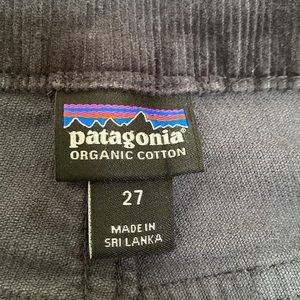 patagonia®
ORGANIC COTTON
27
MADE IN
SRI LANKA